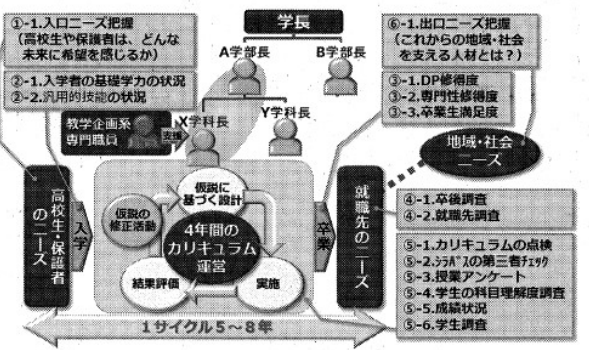 ①-1.入口ニーズ把握
(高校生や保護者は、どんな
未来に希望を感じるか)
②-1.入学者の基礎学力の状況
②-2.汎用的技能の状況
学長
A学部長
B学部長
X学科長
Y学科長
教学企画系
専門職員
支援
⑥-1.出口ニーズ把握
(これからの地域・社会
を支える人材とは？)
③-1.DP修得度
③-2.専門性修得度
③-3.卒業生満足度
地域・社会
ニーズ
高校生・保護者
のニーズ
入学
仮説に
基づく設計
仮説の
修正活動
4年間の
カリキュラム
運営
結果評価
実施
卒業
就職先のニーズ
④-1.卒後調査
④-2.就職先調査
⑤-1.カリキュラムの点検
⑤-2.シラバスの第三者チェック
⑤-3.授業アンケート
⑤-4.学生の科目理解度調査
⑤-5.成績状況
⑤-6.学生調査
1サイクル5～8年